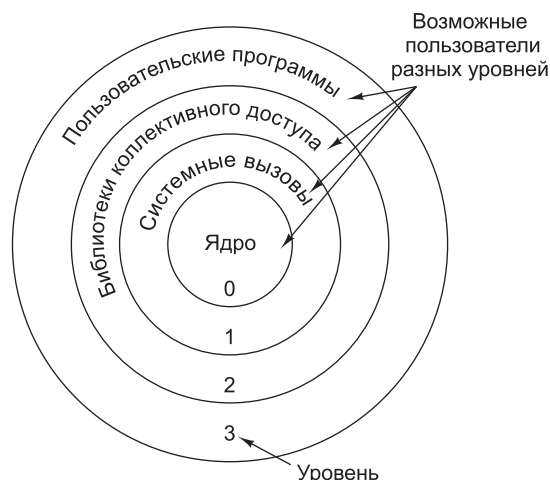 Возможные
пользователи
разных уровней
Пользовательские программы
Библиотеки коллективного доступа
Системные вызовы
Ядро
0
1
2
3
Уровень